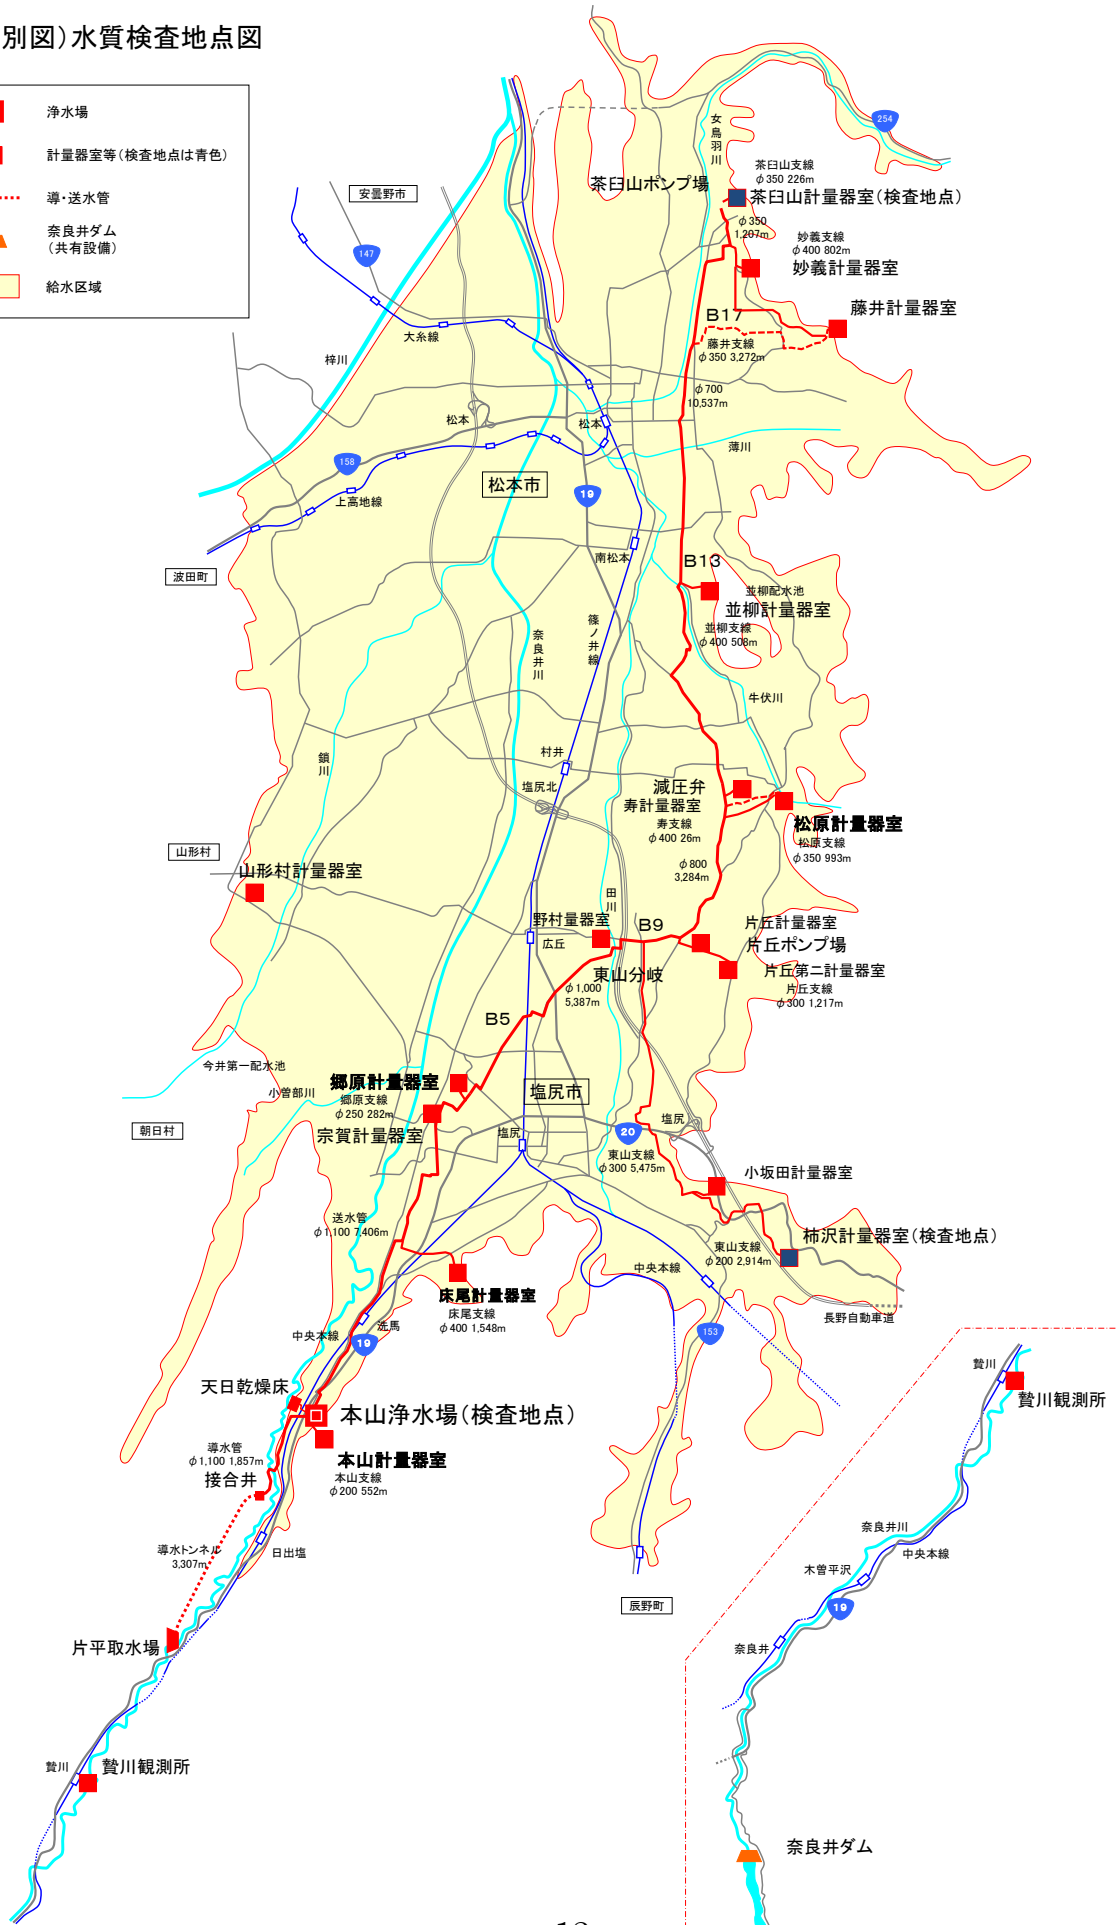 別図)水質検査地点図
浄水場
計量器室等(検査地点は青色)
導・送水管
奈良井ダム
(共有設備)
給水区域
254
女鳥羽川
茶臼山支線
φ350 226m
茶臼山ポンプ場
茶臼山計量器室(検査地点)
安曇野市
φ350
1,207m
妙義支線
φ400 802m
妙義計量器室
147
藤井計量器室
B17
大糸線
藤井支線
φ350 3,272m
梓川
φ700
10,537m
松本
松本
薄川
158
松本市
19
上高地線
南松本
B13
波田町
並柳配水池
並柳計量器室
並柳支線
φ400 508m
奈良井川
篠ノ井線
牛伏川
鎖川
村井
塩尻北
減圧弁
寿計量器室
寿支線
φ400 26m
松原計量器室
松原支線
φ350 993m
山形村
山形村計量器室
φ800
3,284m
田川
野村量器室
B9
片丘計量器室
広丘
片丘ポンプ場
東山分岐
片丘第二計量器室
片丘支線
φ300 1,217m
φ1,000
5,387m
B5
今井第一配水池
小曽部川
郷原計量器室
郷原支線
φ250 282m
塩尻市
朝日村
宗賀計量器室
塩尻
塩尻
20
東山支線
φ300 5,475m
小坂田計量器室
送水管
φ1,100 7,406m
柿沢計量器室(検査地点)
東山支線
φ200 2,914m
中央本線
床尾計量器室
床尾支線
φ400 1,548m
長野自動車道
中央本線
洗馬
19
153
天日乾燥床
本山浄水場(検査地点)
本山計量器室
本山支線
φ200 552m
導水管
φ1,100 1,857m
接合井
導水トンネル
3,307m
日出塩
辰野町
片平取水場
贄川
贄川観測所
贄川
贄川観測所
奈良井川
中央本線
木曽平沢
19
奈良井
奈良井ダム